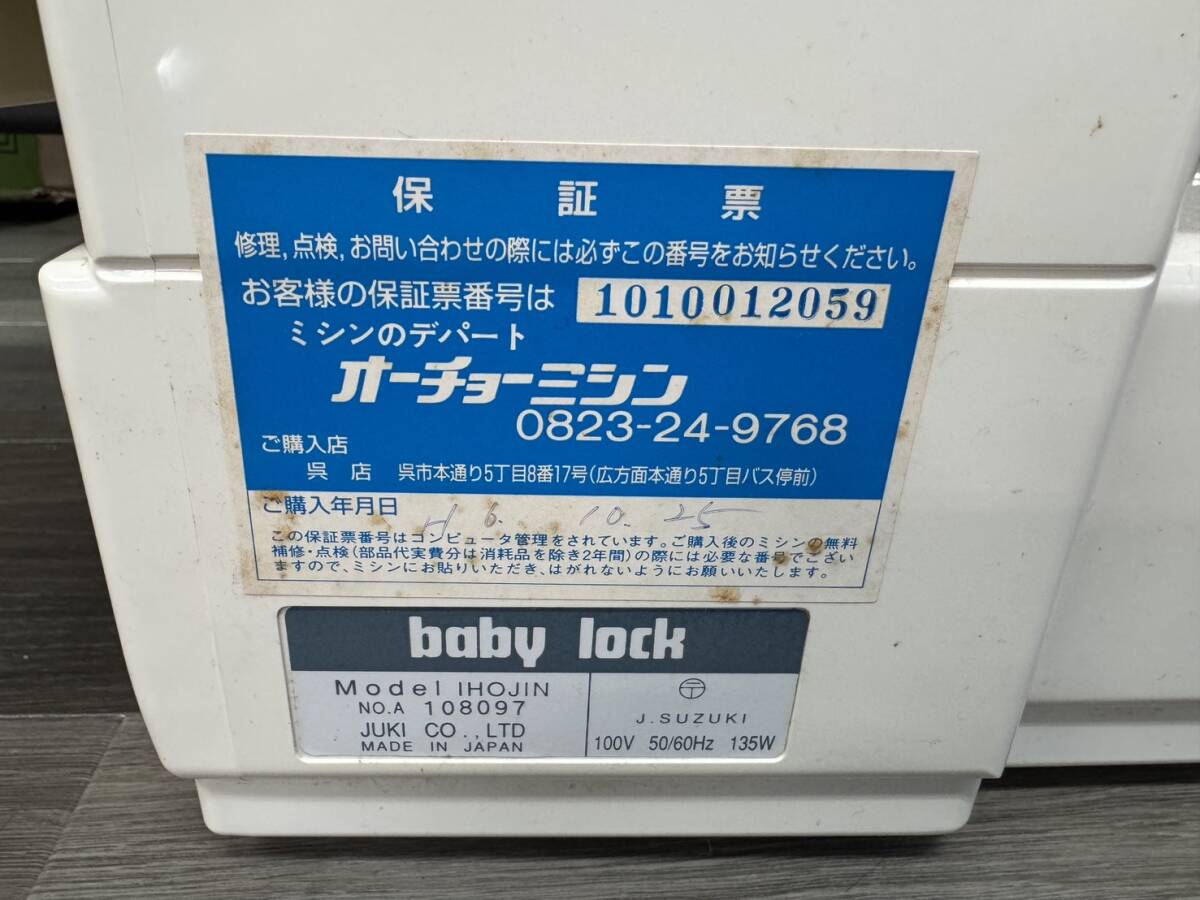 保証票
修理,点検,お問い合わせの際には必ずこの番号をお知らせください。
お客様の保証票番号は 1010012059
ミシンのデパート
オーチョーミシン
0823-24-9768
ご購入店
呉店 呉市本通り5丁目8番17号(広方面本通り5丁目バス停前)
ご購入年月日 H 6. 10. 25
この保証票番号はコンピュータ管理をされています。ご購入後のミシンの無料
補修・点検(部品代実費分は消耗品を除き2年間)の際には必要な番号でござい
ますので、ミシンにお貼りいただき、はがれないようにお願いいたします。
baby lock
Model IHOJIN
NO.A 108097
JUKI CO.,LTD
MADE IN JAPAN
〒
J.SUZUKI
100V 50/60Hz 135W